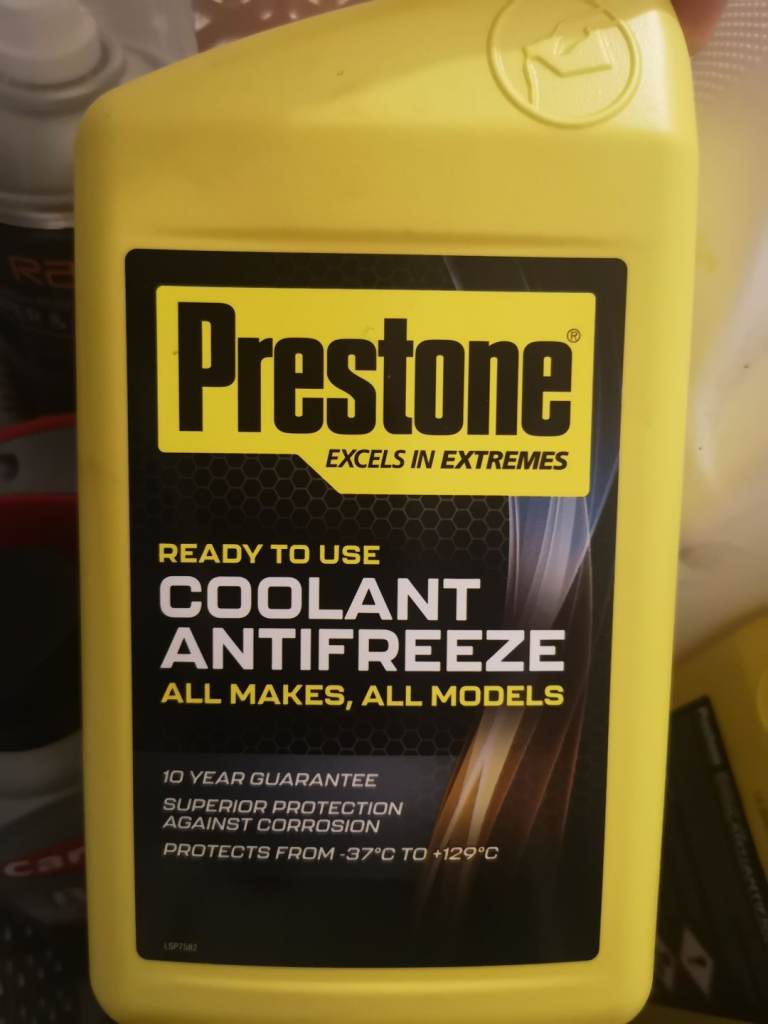 Prestone®
EXCELS IN EXTREMES
READY TO USE
COOLANT
ANTIFREEZE
ALL MAKES, ALL MODELS
10 YEAR GUARANTEE
SUPERIOR PROTECTION
AGAINST CORROSION
PROTECTS FROM -37°C TO +129°C
LSP7582